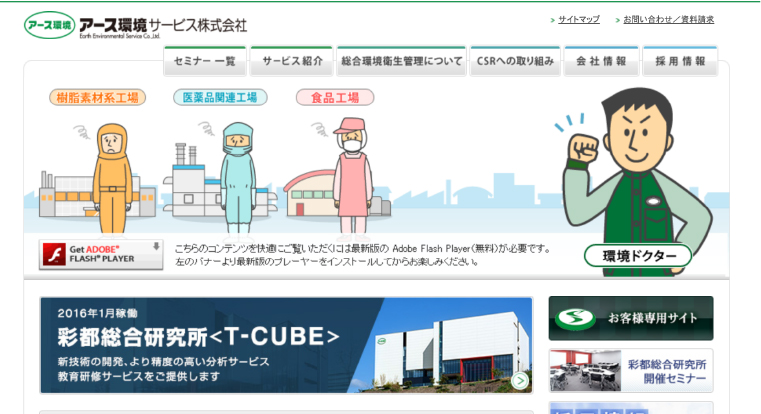 アース環境 アース環境サービス株式会社
Earth Environmental Service Co.,Ltd.
> サイトマップ > お問い合わせ／資料請求
セミナー 一覧 サービス紹介 総合環境衛生管理について CSRへの取り組み 会社情報 採用情報
樹脂素材系工場 医薬品関連工場 食品工場
Get ADOBE®
FLASH® PLAYER
こちらのコンテンツを快適にご覧いただくには最新版の Adobe Flash Player(無料)が必要です。
左のバナーより最新版のプレーヤーをインストールしてからお楽しみください。
環境ドクター
2016年1月稼働
彩都総合研究所<T-CUBE>
新技術の開発、より精度の高い分析サービス
教育研修サービスをご提供します
お客様専用サイト
彩都総合研究所
開催セミナー